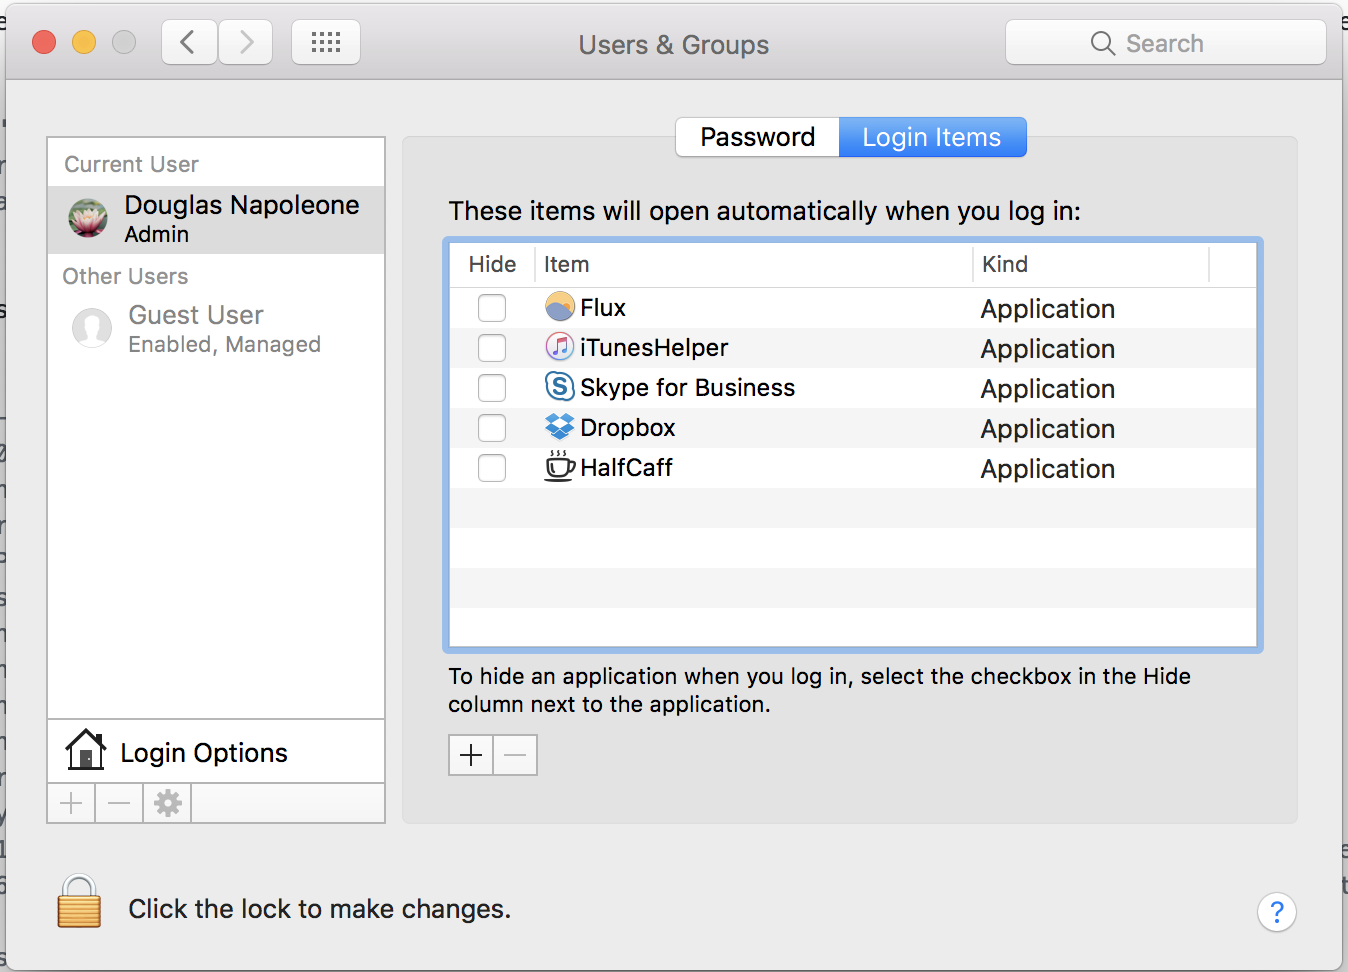 Users & Groups
Search
Password
Login Items
Current User
Douglas Napoleone
Admin
Other Users
Guest User
Enabled, Managed
Login Options
These items will open automatically when you log in:
Hide Item Kind
Flux Application
iTunesHelper Application
Skype for Business Application
Dropbox Application
HalfCaff Application
To hide an application when you log in, select the checkbox in the Hide
column next to the application.
Click the lock to make changes.
?